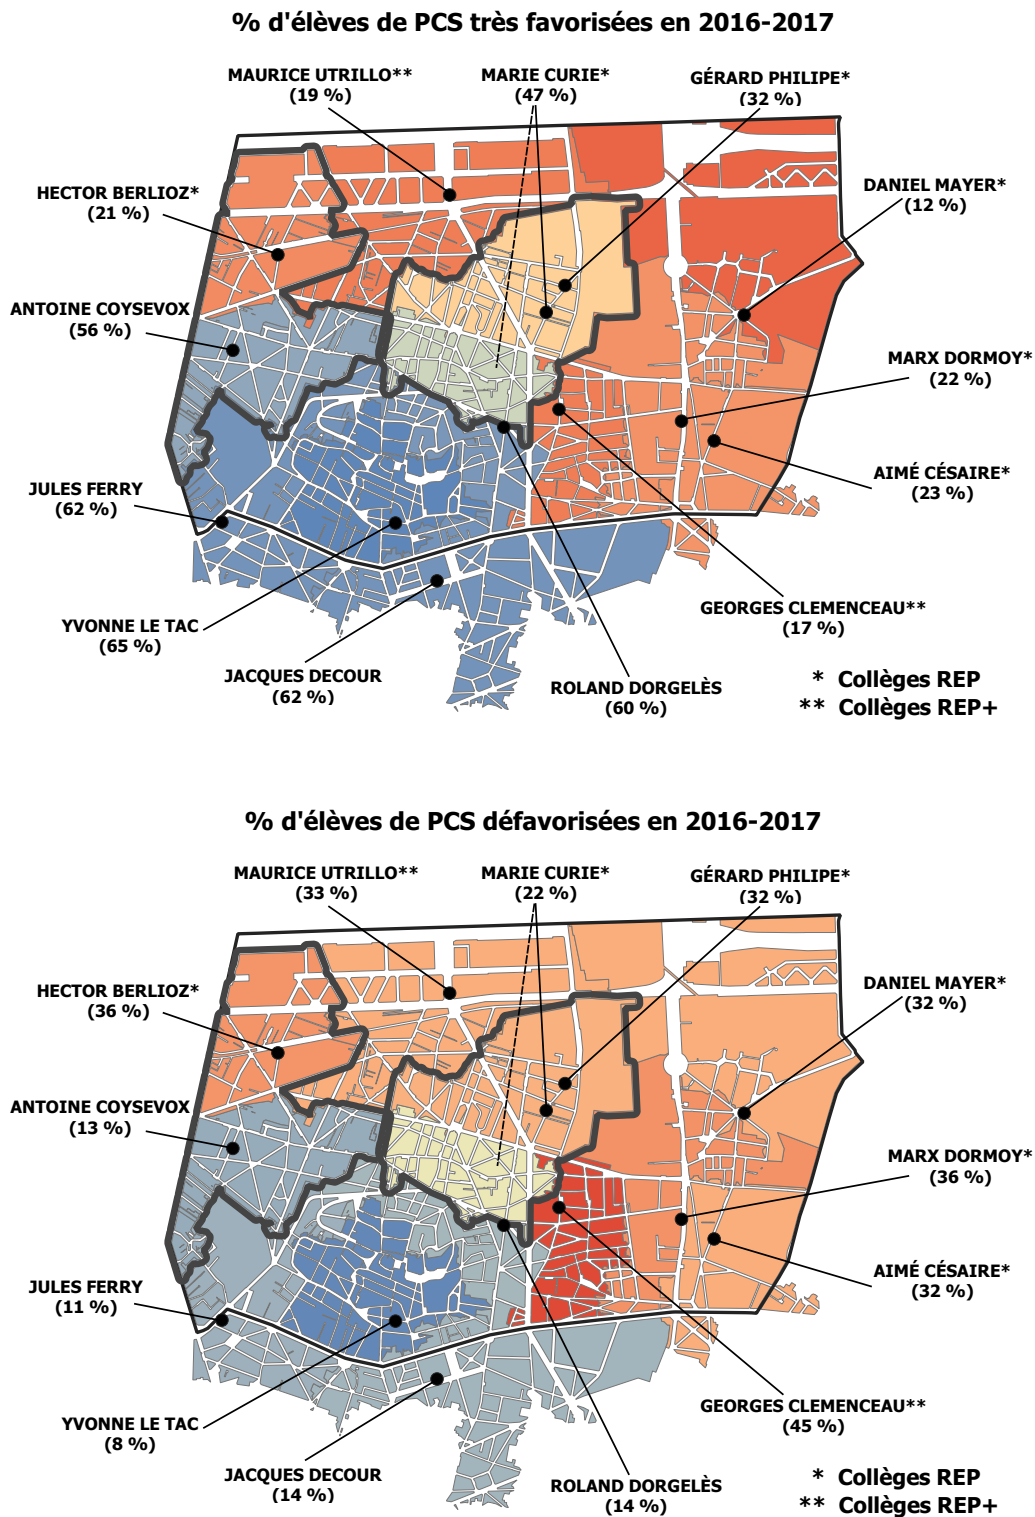 % d'élèves de PCS très favorisées en 2016-2017
MAURICE UTRILLO**
(19 %)
MARIE CURIE*
(47 %)
GÉRARD PHILIPE*
(32 %)
HECTOR BERLIOZ*
(21 %)
DANIEL MAYER*
(12 %)
ANTOINE COYSEVOX
(56 %)
MARX DORMOY*
(22 %)
JULES FERRY
(62 %)
AIMÉ CÉSAIRE*
(23 %)
YVONNE LE TAC
(65 %)
GEORGES CLEMENCEAU**
(17 %)
JACQUES DECOUR
(62 %)
ROLAND DORGELÈS
(60 %)
* Collèges REP
** Collèges REP+
% d'élèves de PCS défavorisées en 2016-2017
MAURICE UTRILLO**
(33 %)
MARIE CURIE*
(22 %)
GÉRARD PHILIPE*
(32 %)
HECTOR BERLIOZ*
(36 %)
DANIEL MAYER*
(32 %)
ANTOINE COYSEVOX
(13 %)
MARX DORMOY*
(36 %)
JULES FERRY
(11 %)
AIMÉ CÉSAIRE*
(32 %)
YVONNE LE TAC
(8 %)
GEORGES CLEMENCEAU**
(45 %)
JACQUES DECOUR
(14 %)
ROLAND DORGELÈS
(14 %)
* Collèges REP
** Collèges REP+